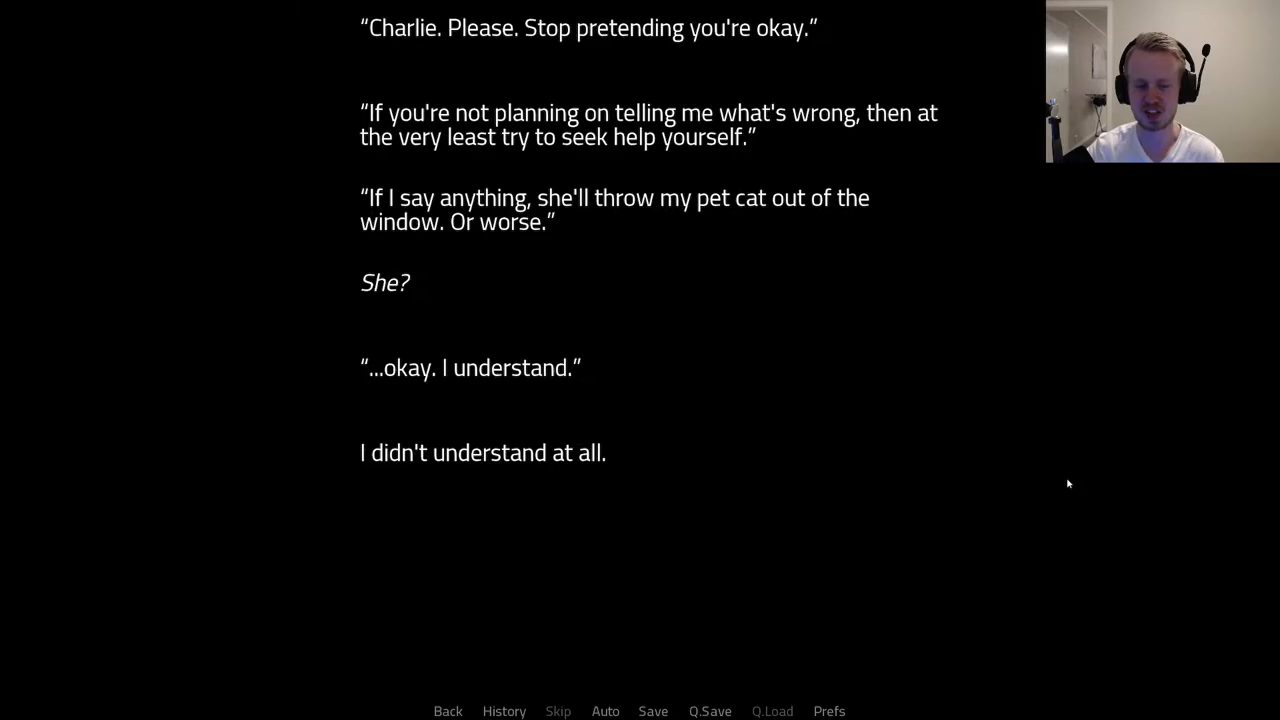 “Charlie. Please. Stop pretending you're okay.”
“If you're not planning on telling me what's wrong, then at
the very least try to seek help yourself.”
“If I say anything, she'll throw my pet cat out of the
window. Or worse.”
She?
“...okay. I understand.”
I didn't understand at all.
Back History Skip Auto Save Q.Save Q.Load Prefs